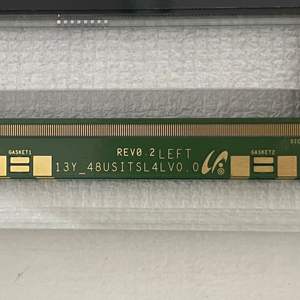 GASKET1
REV0.2 LEFT
13Y_48USITSL4LV0.0
GASKET2